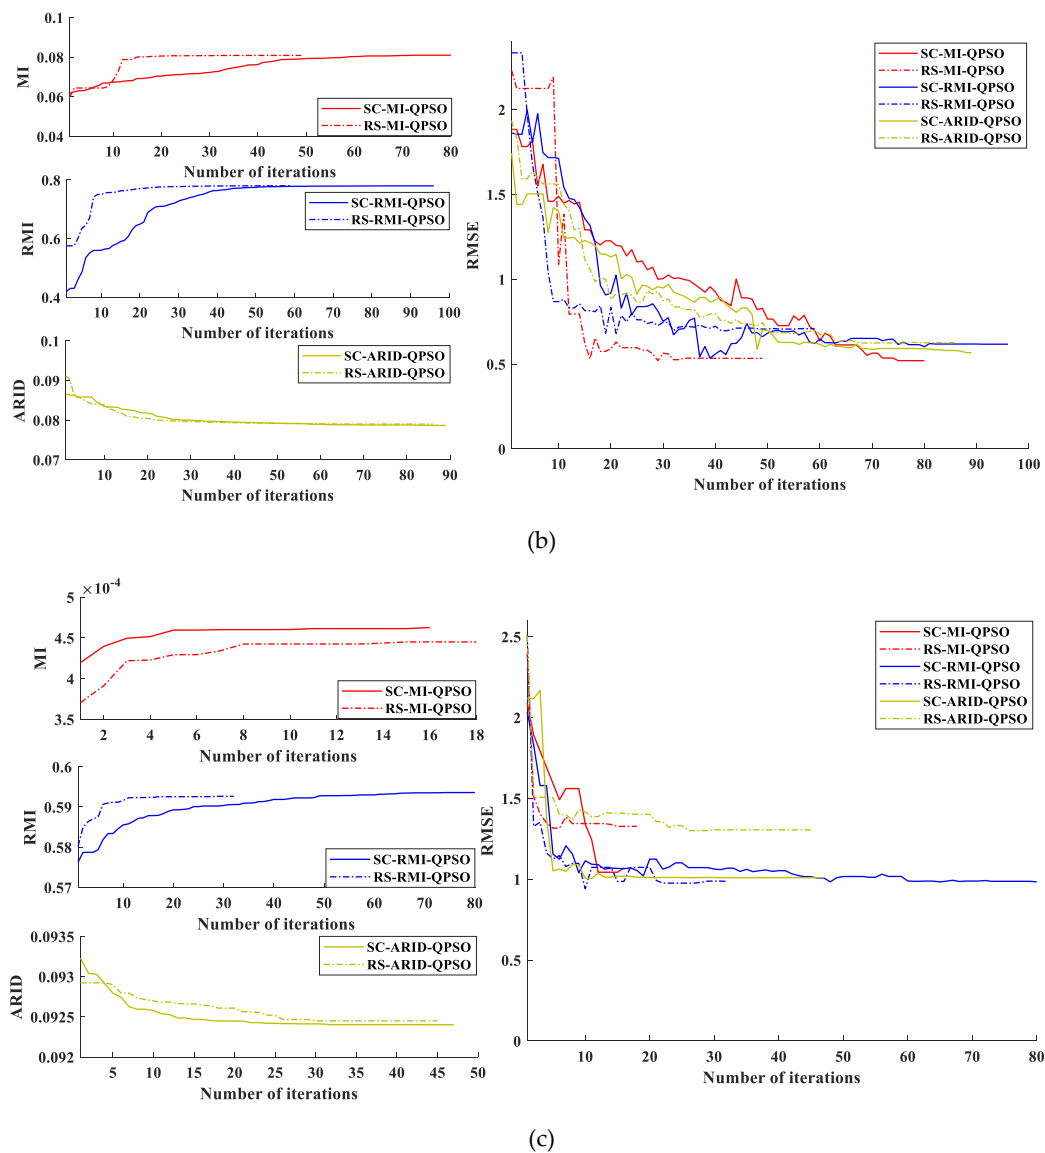 0.1
0.08
0.06
0.04
MI
SC-MI-QPSO
RS-MI-QPSO
10 20 30 40 50 60 70 80
Number of iterations
0.8
0.6
0.4
RMI
SC-RMI-QPSO
RS-RMI-QPSO
10 20 30 40 50 60 70 80 90 100
Number of iterations
0.1
0.09
0.08
0.07
ARID
SC-ARID-QPSO
RS-ARID-QPSO
10 20 30 40 50 60 70 80 90
Number of iterations
2
1.5
1
0.5
0
RMSE
SC-MI-QPSO
RS-MI-QPSO
SC-RMI-QPSO
RS-RMI-QPSO
SC-ARID-QPSO
RS-ARID-QPSO
10 20 30 40 50 60 70 80 90 100
Number of iterations
(b)
×10-4
5
4.5
4
3.5
MI
SC-MI-QPSO
RS-MI-QPSO
2 4 6 8 10 12 14 16 18
Number of iterations
0.6
0.59
0.58
0.57
RMI
SC-RMI-QPSO
RS-RMI-QPSO
10 20 30 40 50 60 70 80
Number of iterations
0.0935
0.093
0.0925
0.092
ARID
SC-ARID-QPSO
RS-ARID-QPSO
5 10 15 20 25 30 35 40 45 50
Number of iterations
2.5
2
1.5
1
0.5
0
RMSE
SC-MI-QPSO
RS-MI-QPSO
SC-RMI-QPSO
RS-RMI-QPSO
SC-ARID-QPSO
RS-ARID-QPSO
10 20 30 40 50 60 70 80
Number of iterations
(c)